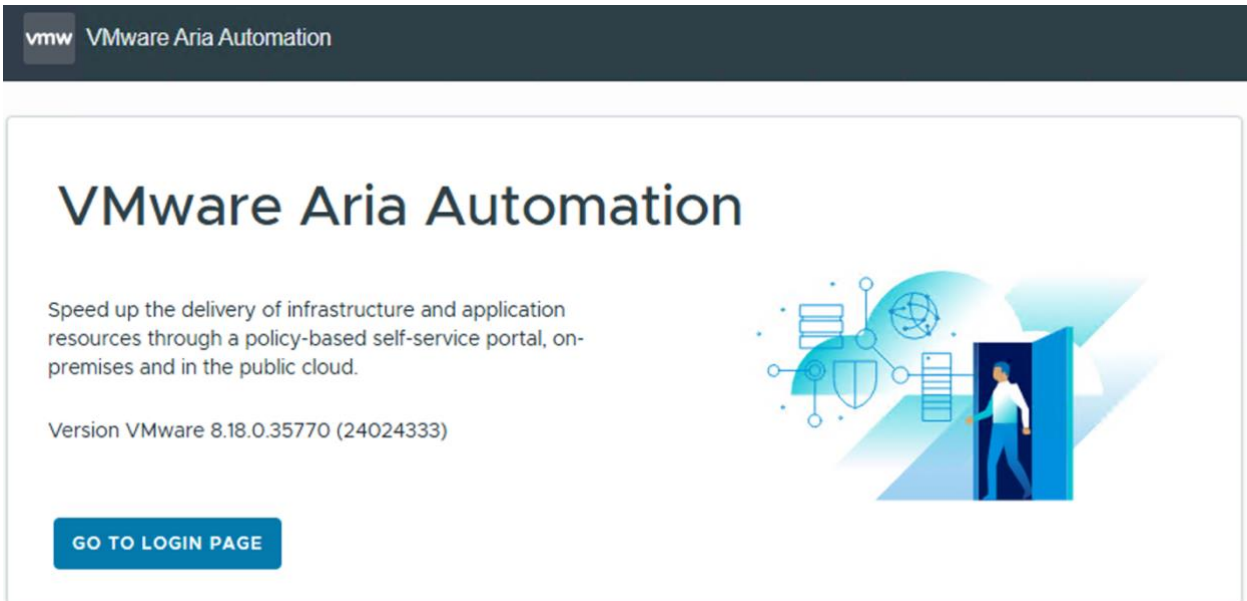 vmw VMware Aria Automation
VMware Aria Automation
Speed up the delivery of infrastructure and application
resources through a policy-based self-service portal, on-
premises and in the public cloud.
Version VMware 8.18.0.35770 (24024333)
GO TO LOGIN PAGE